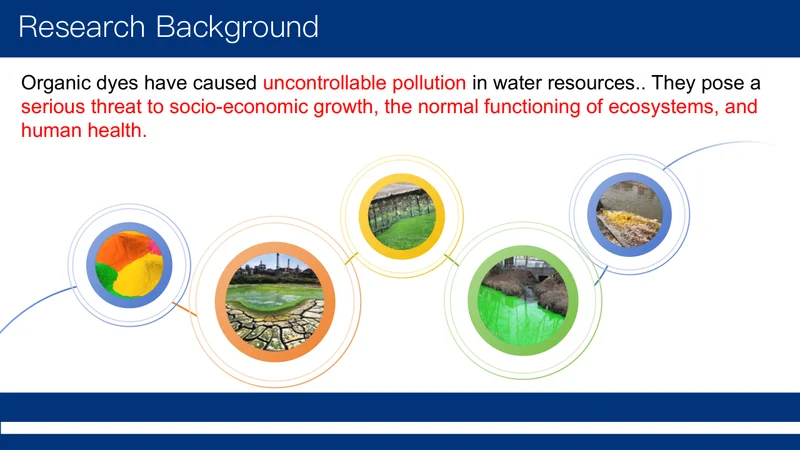 Research Background
Organic dyes have caused uncontrollable pollution in water resources.. They pose a
serious threat to socio-economic growth, the normal functioning of ecosystems, and
human health.